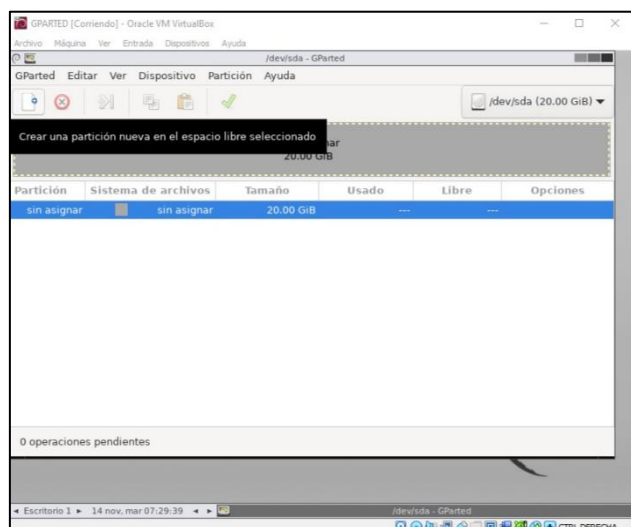 GPARTED [Corriendo] - Oracle VM VirtualBox
Archivo Máquina Ver Entrada Dispositivos Ayuda
/dev/sda - GParted
GParted Editar Ver Dispositivo Partición Ayuda
/dev/sda (20.00 GiB)
Crear una partición nueva en el espacio libre seleccionado
20.00 GiB
Partición Sistema de archivos Tamaño Usado Libre Opciones
sin asignar sin asignar 20.00 GiB --- ---
0 operaciones pendientes
Escritorio 1 14 nov, mar 07:29:39 /dev/sda - GParted
CTRL DERECHA